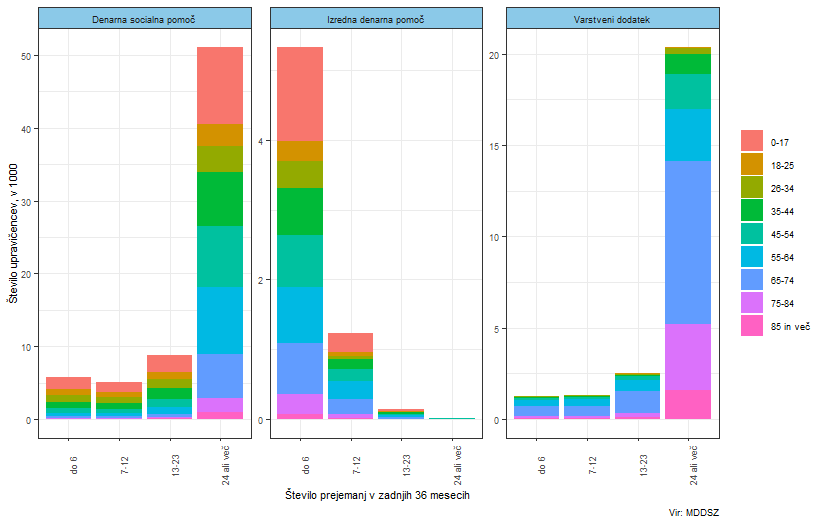 Denarna socialna pomoč
Izredna denarna pomoč
Varstveni dodatek
Število upravičencev, v 1000
50
40
30
20
10
0
4
2
0
20
15
10
5
0
do 6
7-12
13-23
24 ali več
do 6
7-12
13-23
24 ali več
do 6
7-12
13-23
24 ali več
Število prejemanj v zadnjih 36 mesecih
0-17
18-25
26-34
35-44
45-54
55-64
65-74
75-84
85 in več
Vir: MDDSZ